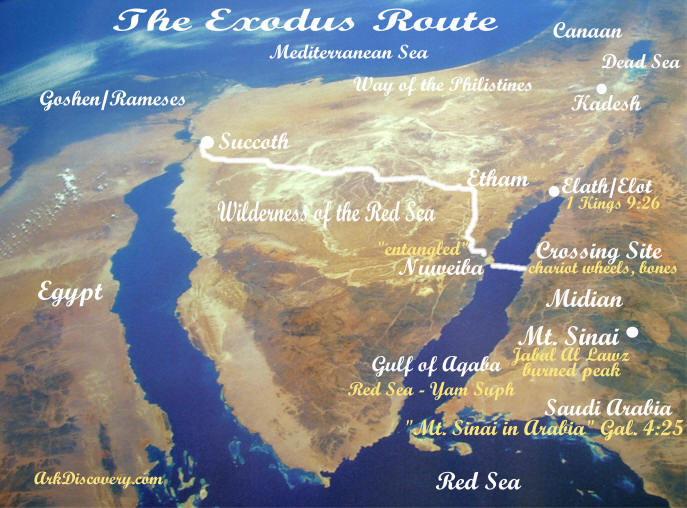 The Exodus Route
Canaan
Mediterranean Sea
Dead Sea
Way of the Philistines
Goshen/Rameses
Kadesh
Succoth
Etham
Elath/Elot
1 Kings 9:26
Wilderness of the Red Sea
"entangled"
Crossing Site
Nuweiba
chariot wheels, bones
Egypt
Midian
Mt. Sinai
Jabal Al Lawz
burned peak
Gulf of Aqaba
Red Sea - Yam Suph
Saudi Arabia
"Mt. Sinai in Arabia" Gal. 4:25
ArkDiscovery.com
Red Sea